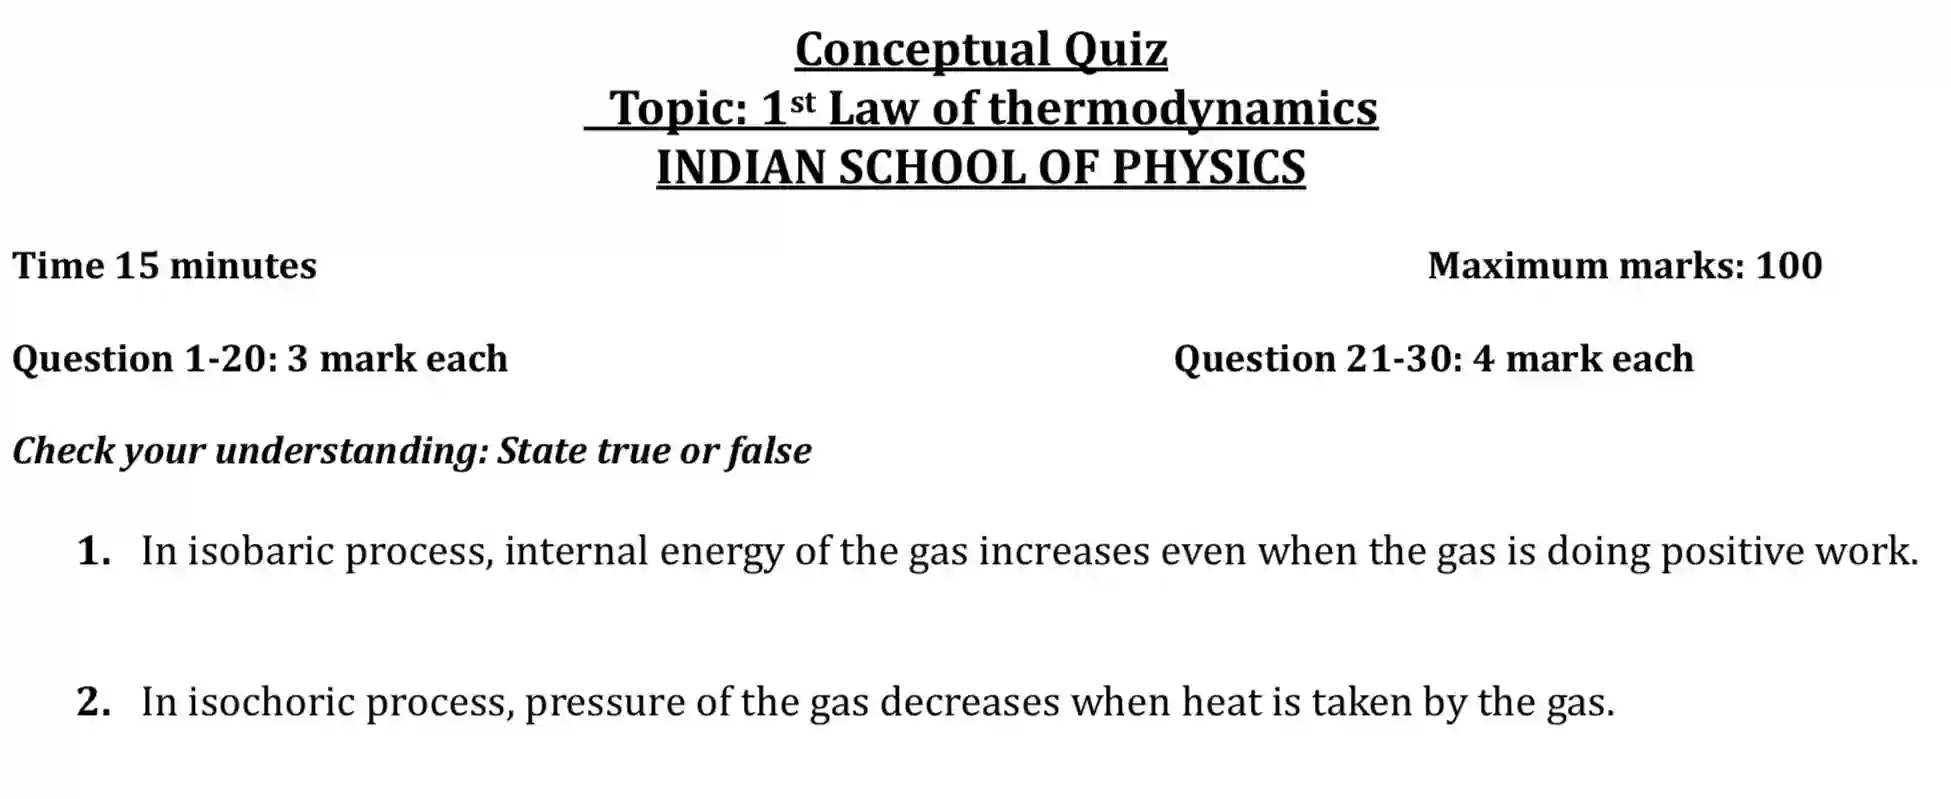 Conceptual Quiz
Topic: 1st Law of thermodynamics
INDIAN SCHOOL OF PHYSICS
Time 15 minutes Maximum marks: 100
Question 1-20: 3 mark each Question 21-30: 4 mark each
Check your understanding: State true or false
1. In isobaric process, internal energy of the gas increases even when the gas is doing positive work.
2. In isochoric process, pressure of the gas decreases when heat is taken by the gas.